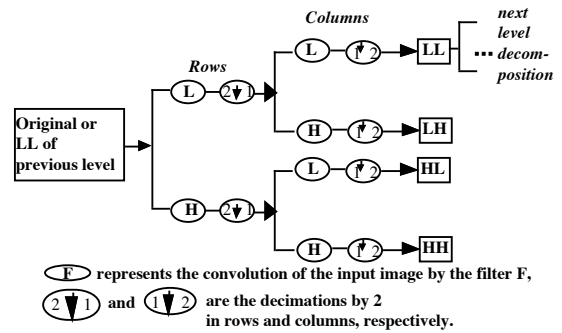 Columns
next
level
decom-
position
Rows
L
1 2
LL
L
2 1
H
1 2
LH
Original or
LL of
previous level
L
1 2
HL
H
2 1
H
1 2
HH
F represents the convolution of the input image by the filter F,
2 1 and 1 2 are the decimations by 2
in rows and columns, respectively.